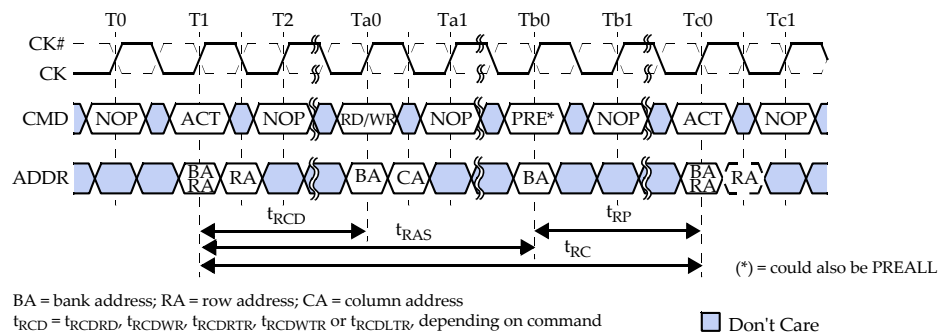 T0 T1 T2 Ta0 Ta1 Tb0 Tb1 Tc0 Tc1
CK#
CK
CMD NOP ACT NOP RD/WR NOP PRE* NOP ACT NOP
ADDR BA RA RA BA CA BA BA RA RA
tRCD
tRP
tRAS
tRC
(*) = could also be PREALL
BA = bank address; RA = row address; CA = column address
tRCD = tRCDRD, tRCDWR, tRCDRTR, tRCDWTR or tRCDLTR, depending on command
Don't Care